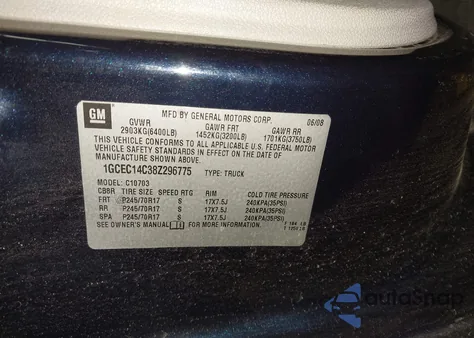 GM
MFD BY GENERAL MOTORS CORP. 06/08
GVWR GAWR FRT GAWR RR
2903KG(6400LB) 1452KG(3200LB) 1701KG(3750LB)
THIS VEHICLE CONFORMS TO ALL APPLICABLE U.S. FEDERAL MOTOR
VEHICLE SAFETY STANDARDS IN EFFECT ON THE DATE OF
MANUFACTURE SHOWN ABOVE.
1GCEC14C38Z296775 TYPE: TRUCK
MODEL: C10703
CBBR TIRE SIZE SPEED RTG RIM COLD TIRE PRESSURE
FRT P245/70R17 S 17X7.5J 240KPA(35PSI)
RR P245/70R17 S 17X7.5J 240KPA(35PSI)
SPA P245/70R17 S 17X7.5J 240KPA(35PSI)
SEE OWNER'S MANUAL FOR MORE INFORMATION.
autoSnap